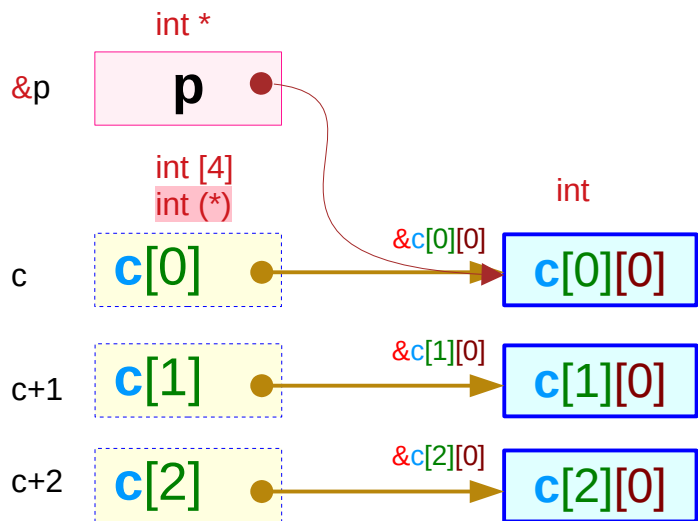 int *
&p
p
int [4]
int (*)
int
&c[0][0]
c
c[0]
c[0][0]
&c[1][0]
c+1
c[1]
c[1][0]
&c[2][0]
c+2
c[2]
c[2][0]